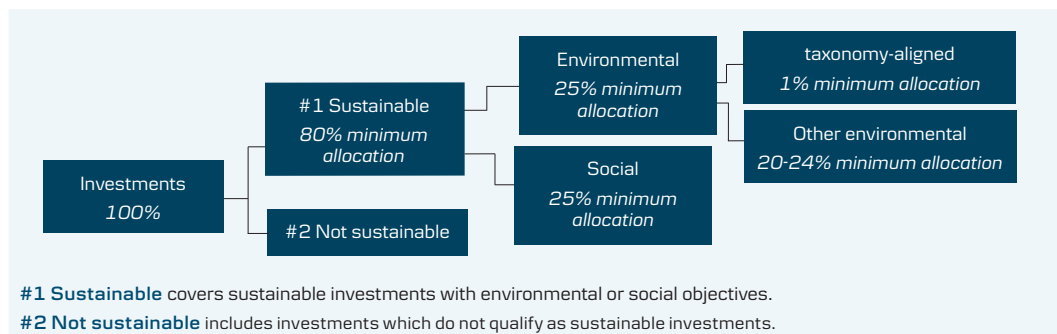 Investments
100%
#1 Sustainable
80% minimum
allocation
#2 Not sustainable
Environmental
25% minimum
allocation
Social
25% minimum
allocation
taxonomy-aligned
1% minimum allocation
Other environmental
20-24% minimum allocation
#1 Sustainable covers sustainable investments with environmental or social objectives.
#2 Not sustainable includes investments which do not qualify as sustainable investments.